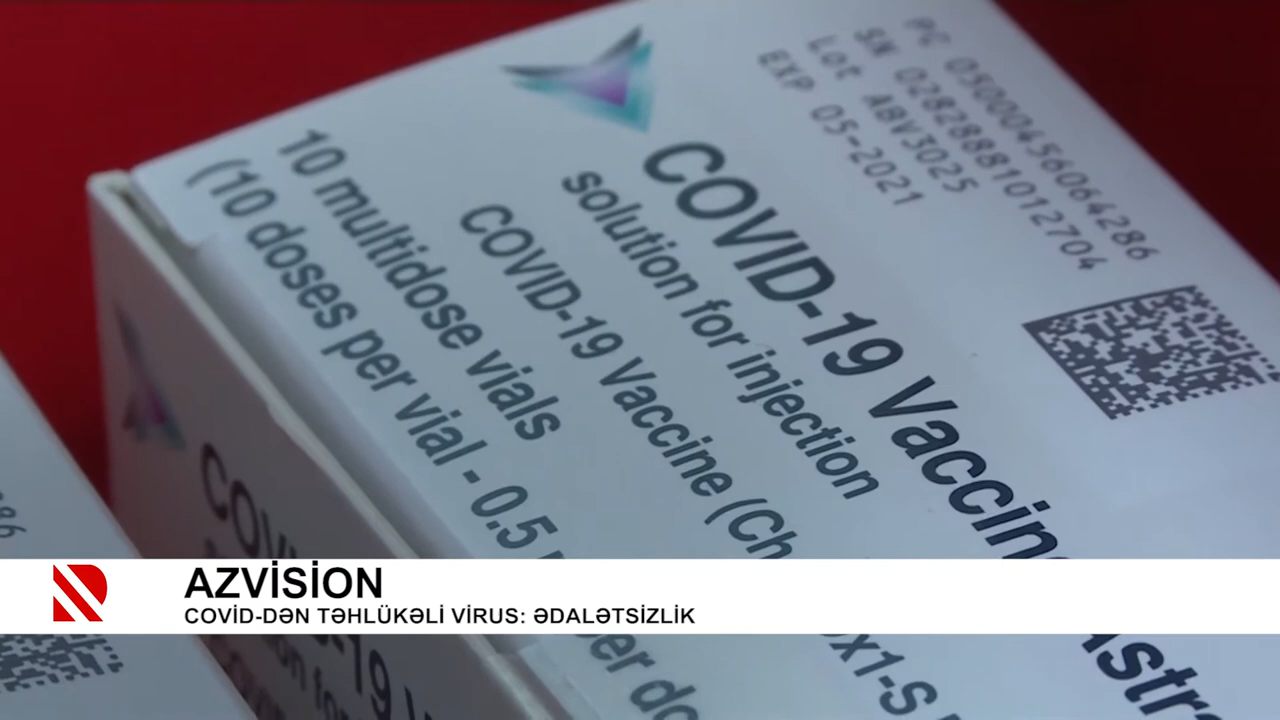 PC 05000456064286
SN 02828881012704
Lot ABV3025
EXP 05-2021
COVID-19 Vaccine
solution for injection
COVID-19 Vaccine (Ch
10 multidose vials
(10 doses per vial - 0.5
AZVİSİON
COVİD-DƏN TƏHLÜKƏLİ VİRUS: ƏDALƏTSİZLİK